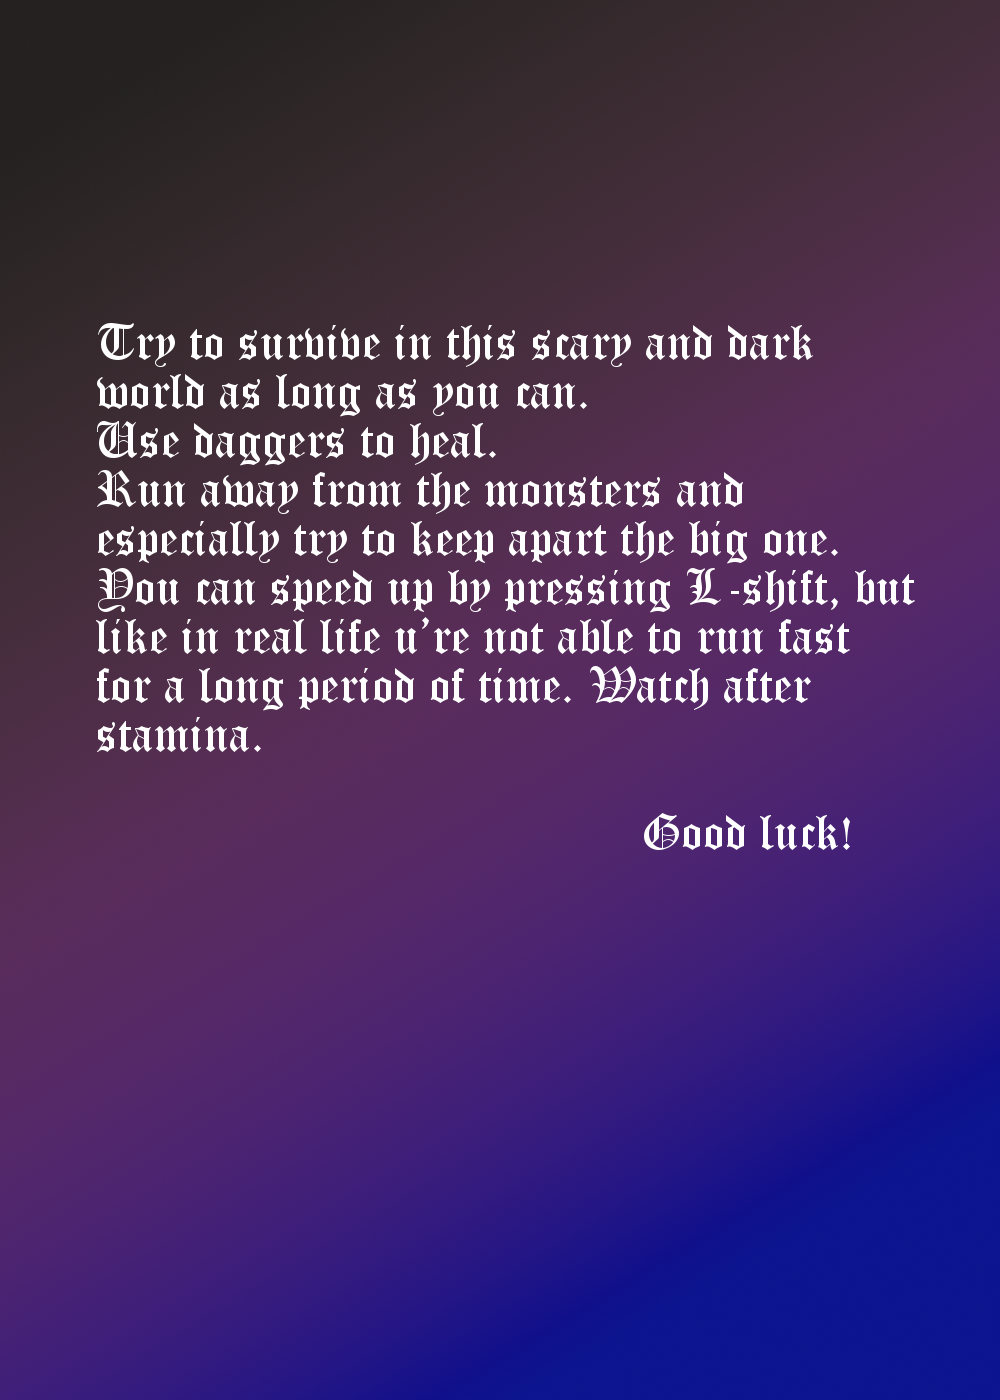 Try to survive in this scary and dark
world as long as you can.
Use daggers to heal.
Run away from the monsters and
especially try to keep apart the big one.
You can speed up by pressing L-shift, but
like in real life u're not able to run fast
for a long period of time. Watch after
stamina.
Good luck!